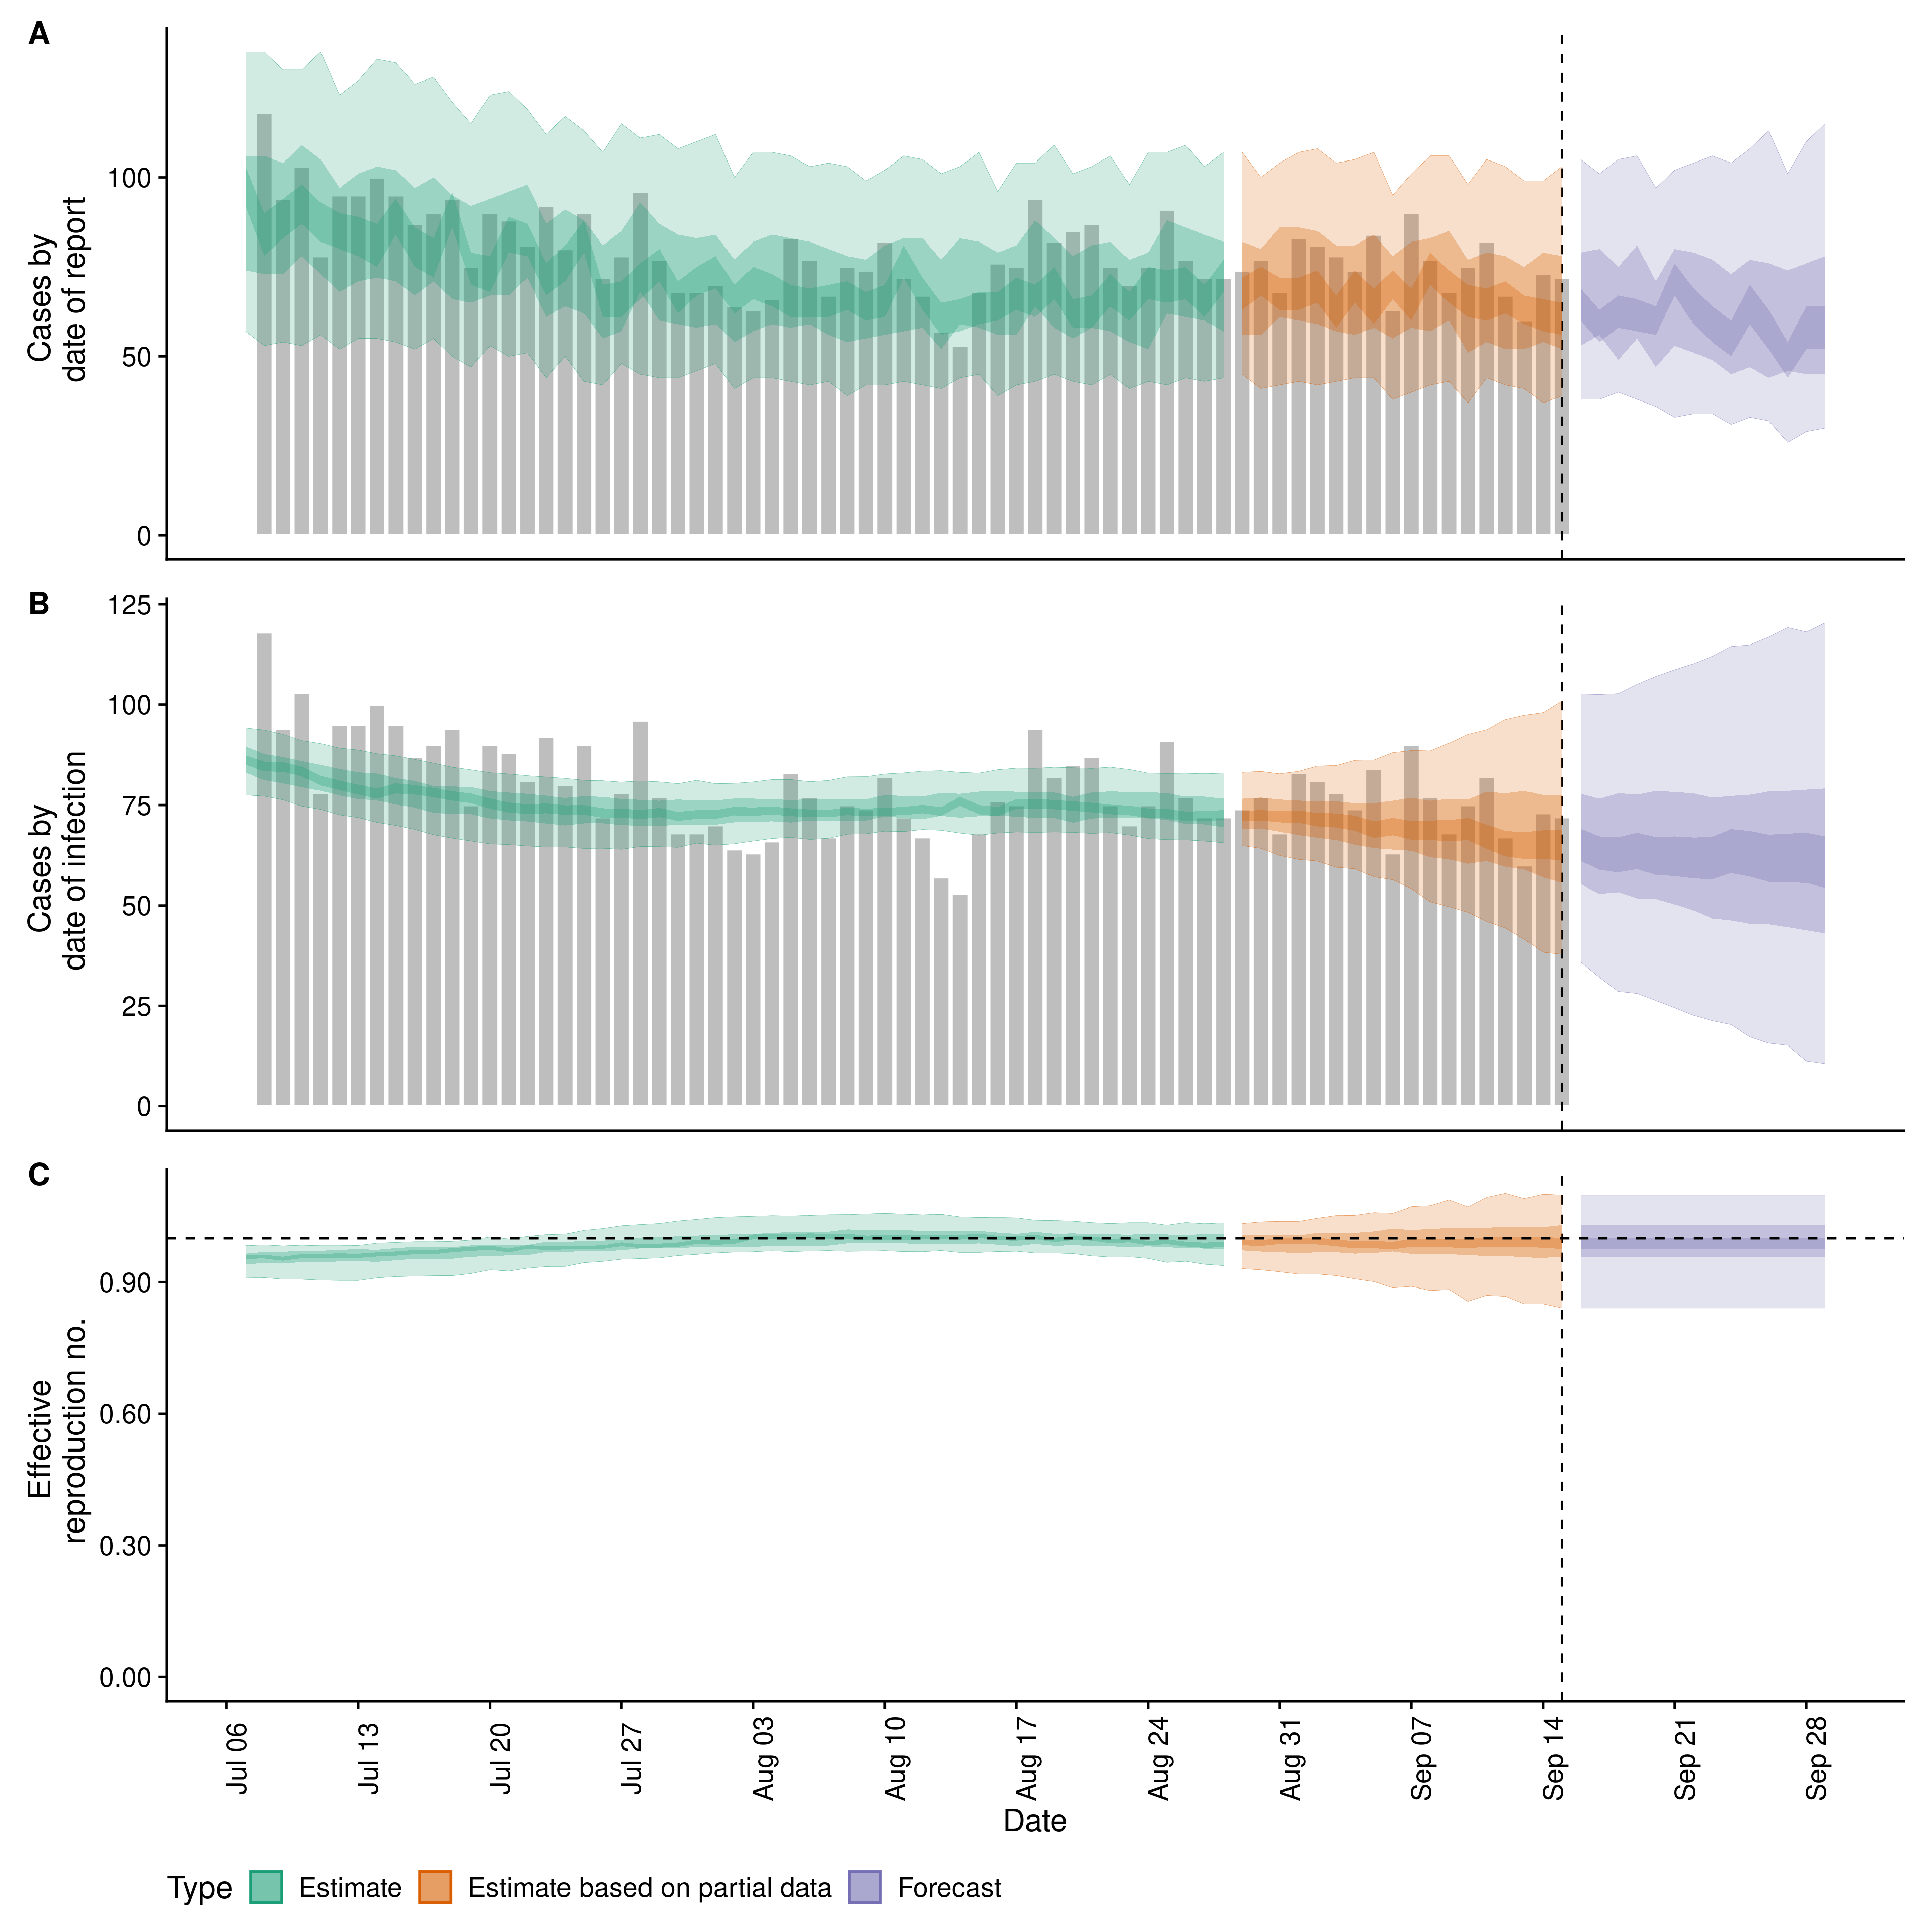 A
Cases by
date of report
100
50
0
B
Cases by
date of infection
125
100
75
50
25
0
C
Effective
reproduction no.
0.90
0.60
0.30
0.00
Jul 06
Jul 13
Jul 20
Jul 27
Aug 03
Aug 10
Aug 17
Aug 24
Aug 31
Sep 07
Sep 14
Sep 21
Sep 28
Date
Type Estimate Estimate based on partial data Forecast